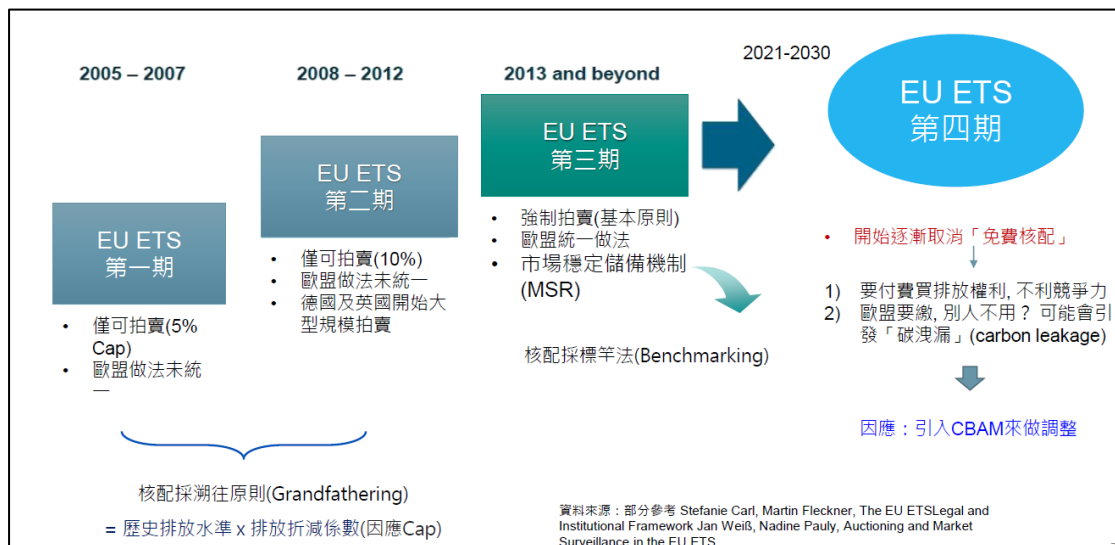 2005 – 2007
2008 – 2012
2013 and beyond
2021-2030
EU ETS
第一期
• 僅可拍賣(5%
Cap)
• 歐盟做法未統
一
EU ETS
第二期
• 僅可拍賣(10%)
• 歐盟做法未統一
• 德國及英國開始大
型規模拍賣
EU ETS
第三期
• 強制拍賣(基本原則)
• 歐盟統一做法
• 市場穩定儲備機制
(MSR)
核配採標竿法(Benchmarking)
EU ETS
第四期
• 開始逐漸取消「免費核配」
1) 要付費買排放權利, 不利競爭力
2) 歐盟要繳, 別人不用？可能會引
發「碳洩漏」(carbon leakage)
因應：引入CBAM來做調整
核配採溯往原則(Grandfathering)
= 歷史排放水準 x 排放折減係數(因應Cap)
資料來源：部分參考 Stefanie Carl, Martin Fleckner, The EU ETSLegal and
Institutional Framework Jan Weiß, Nadine Pauly, Auctioning and Market
Surveillance in the EU ETS